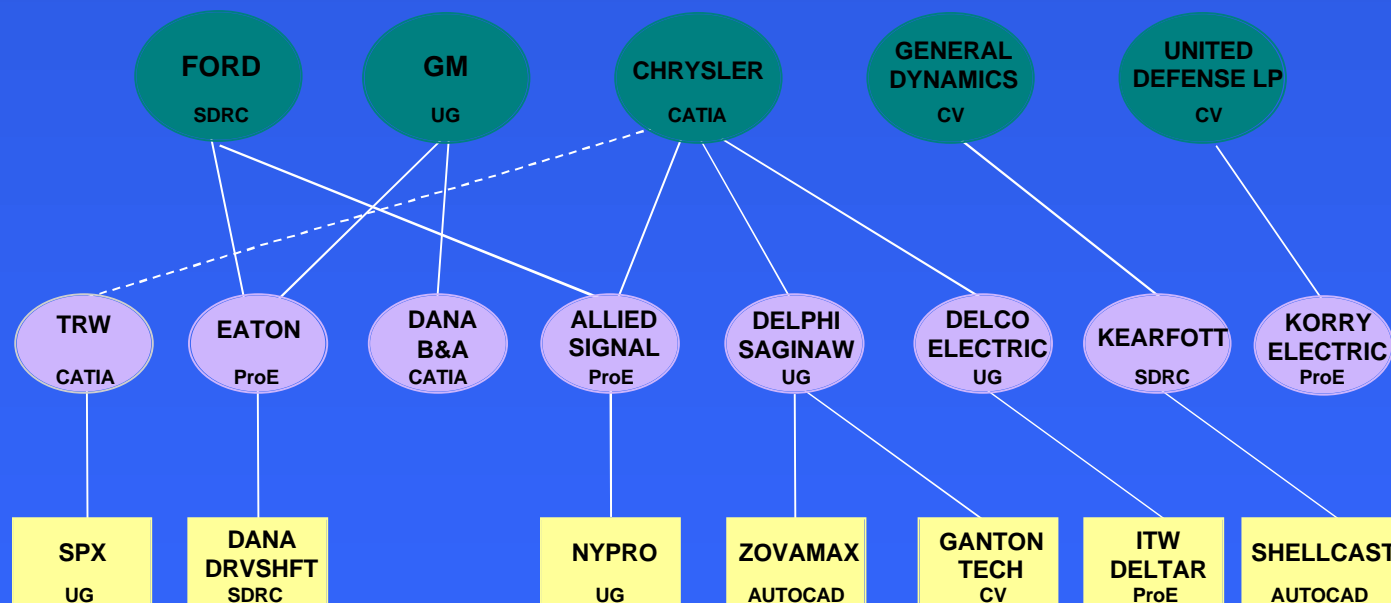 FORD
SDRC
GM
UG
CHRYSLER
CATIA
GENERAL
DYNAMICS
CV
UNITED
DEFENSE LP
CV
TRW
CATIA
EATON
ProE
DANA
B&A
CATIA
ALLIED
SIGNAL
ProE
DELPHI
SAGINAW
UG
DELCO
ELECTRIC
UG
KEARFOTT
SDRC
KORRY
ELECTRIC
ProE
SPX
UG
DANA
DRVSHFT
SDRC
NYPRO
UG
ZOVAMAX
AUTOCAD
GANTON
TECH
CV
ITW
DELTAR
ProE
SHELLCAST
AUTOCAD